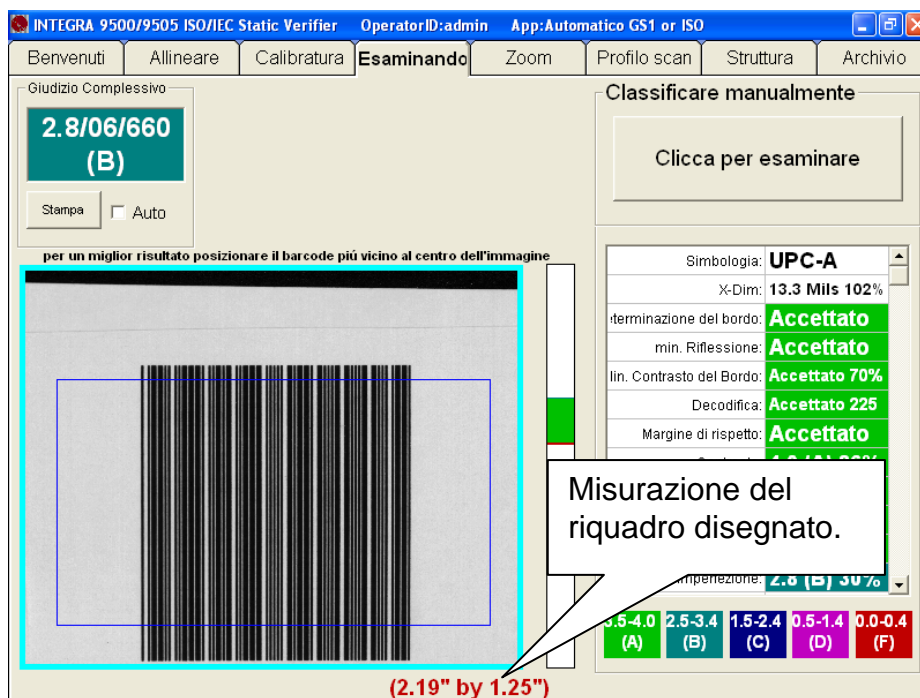 INTEGRA 9500/9505 ISO/IEC Static Verifier OperatorID:admin App:Automatico GS1 or ISO
Benvenuti Allineare Calibratura Esaminando Zoom Profilo scan Struttura Archivio
Giudizio Complessivo
2.8/06/660
(B)
Stampa Auto
Classificare manualmente
Clicca per esaminare
per un miglior risultato posizionare il barcode piú vicino al centro dell'immagine
Simbologia: UPC-A
X-Dim: 13.3 Mils 102%
terminazione del bordo: Accettato
min. Riflessione: Accettato
lin. Contrasto del Bordo: Accettato 70%
Decodifica: Accettato 225
Margine di rispetto: Accettato
Misurazione del
riquadro disegnato.
2.8 (B) 30%
3.5-4.0 2.5-3.4 1.5-2.4 0.5-1.4 0.0-0.4
(A) (B) (C) (D) (F)
(2.19" by 1.25")